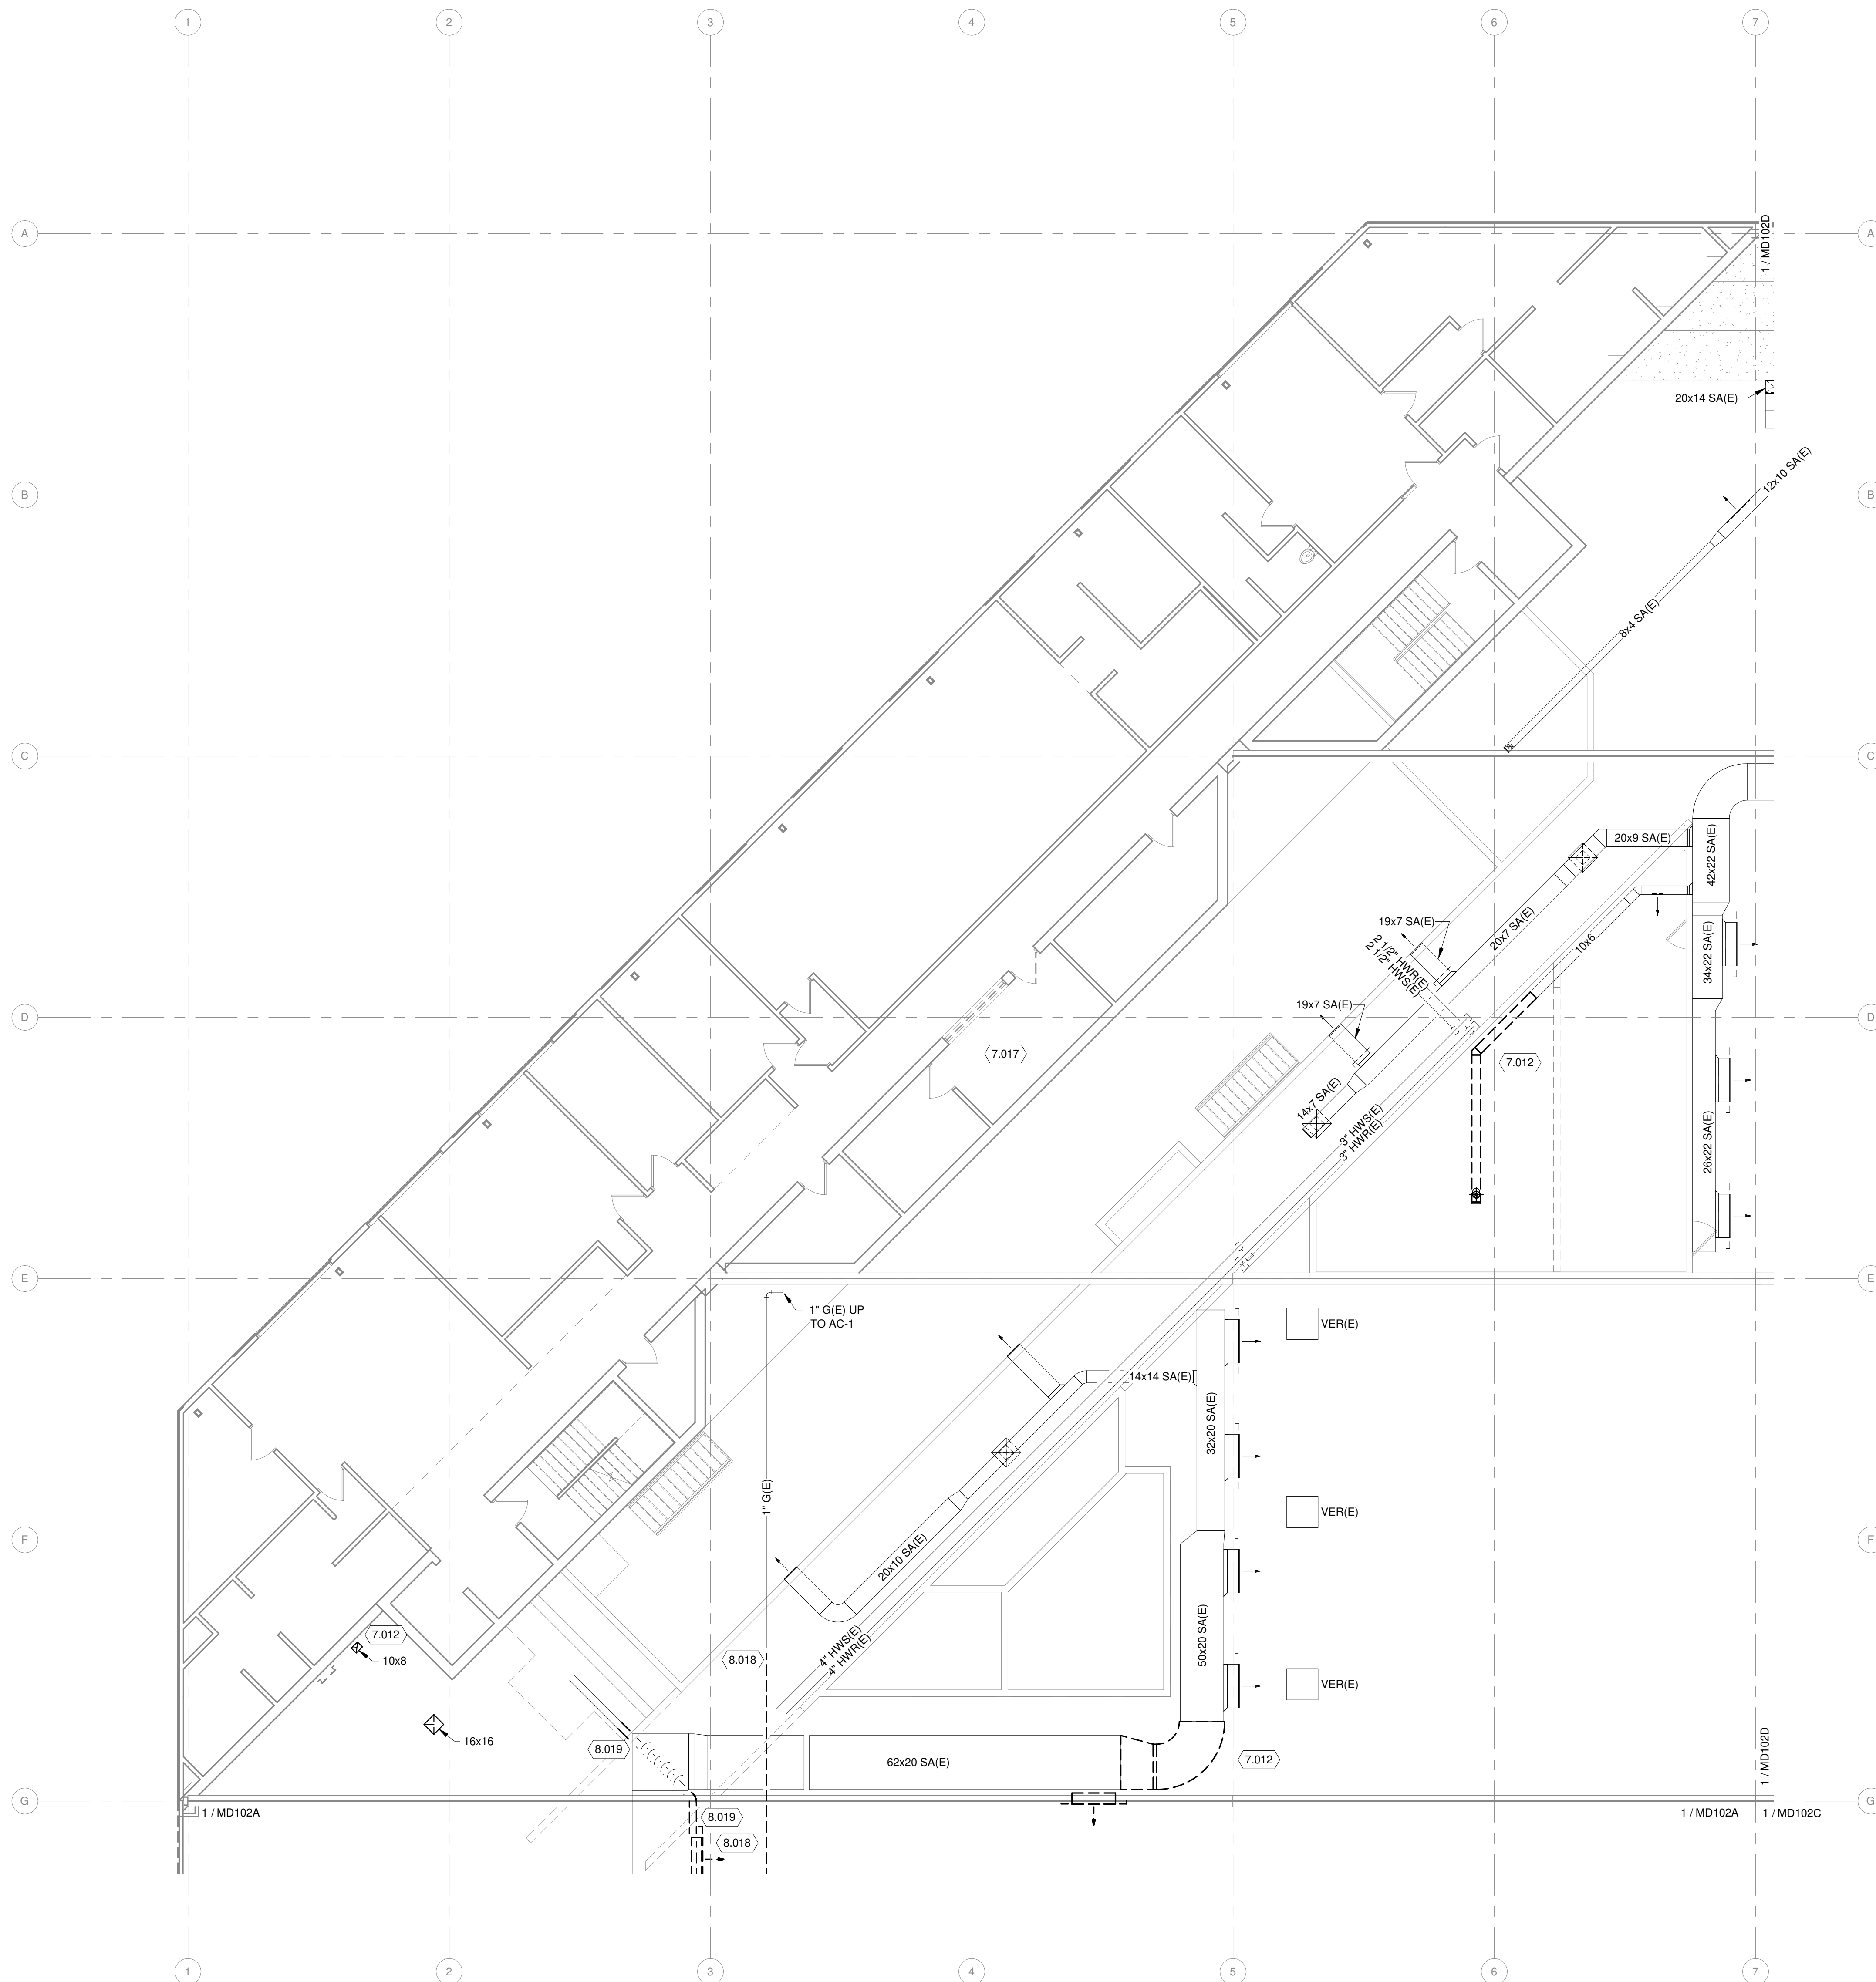 1
2
3
4
5
6
7
A
A
1 / MD102D
20x14 SA(E)
B
B
12x10 SA(E)
8x4 SA(E)
C
C
20x9 SA(E)
42x22 SA(E)
19x7 SA(E)
20x7 SA(E)
2 1/2" HWR(E)
2 1/2" HWS(E)
10x6
34x22 SA(E)
19x7 SA(E)
D
D
7.017
7.012
14x7 SA(E)
3" HWS(E)
3" HWR(E)
26x22 SA(E)
E
E
1" G(E) UP
TO AC-1
VER(E)
14x14 SA(E)
32x20 SA(E)
1" G(E)
VER(E)
F
F
20x10 SA(E)
50x20 SA(E)
7.012
10x8
4" HWS(E)
4" HWR(E)
8.018
VER(E)
16x16
8.019
62x20 SA(E)
7.012
1 / MD102D
G
G
1 / MD102A
8.019
8.018
1 / MD102A
1 / MD102C
1
2
3
4
5
6
7